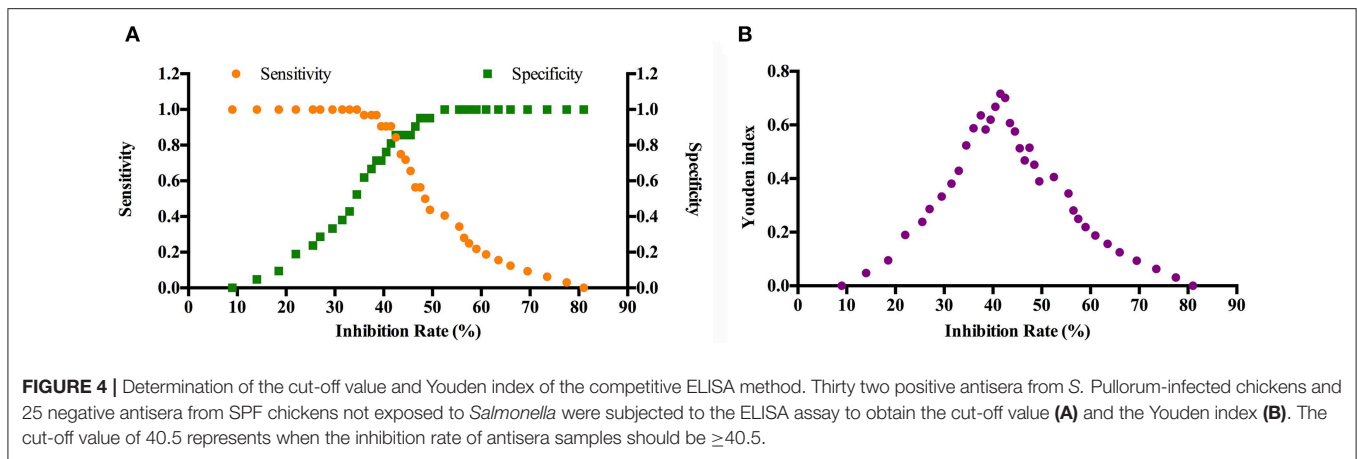 A
B
Sensitivity
Specificity
1.2
1.0
0.8
0.6
0.4
0.2
0.0
Sensitivity
1.2
1.0
0.8
0.6
0.4
0.2
0.0
Specificity
0 10 20 30 40 50 60 70 80 90
Inhibition Rate (%)
0.8
0.6
0.4
0.2
0.0
Youden index
0 10 20 30 40 50 60 70 80 90
Inhibition Rate (%)
FIGURE 4 | Determination of the cut-off value and Youden index of the competitive ELISA method. Thirty two positive antisera from S. Pullorum-infected chickens and
25 negative antisera from SPF chickens not exposed to Salmonella were subjected to the ELISA assay to obtain the cut-off value (A) and the Youden index (B). The
cut-off value of 40.5 represents when the inhibition rate of antisera samples should be ≥40.5.